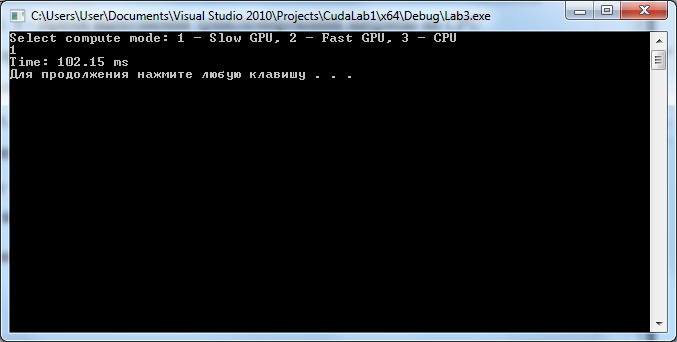 C:\Users\User\Documents\Visual Studio 2010\Projects\CudaLab1\x64\Debug\Lab3.exe
Select compute mode: 1 - Slow GPU, 2 - Fast GPU, 3 - CPU
1
Time: 102.15 ms
Для продолжения нажмите любую клавишу . . .